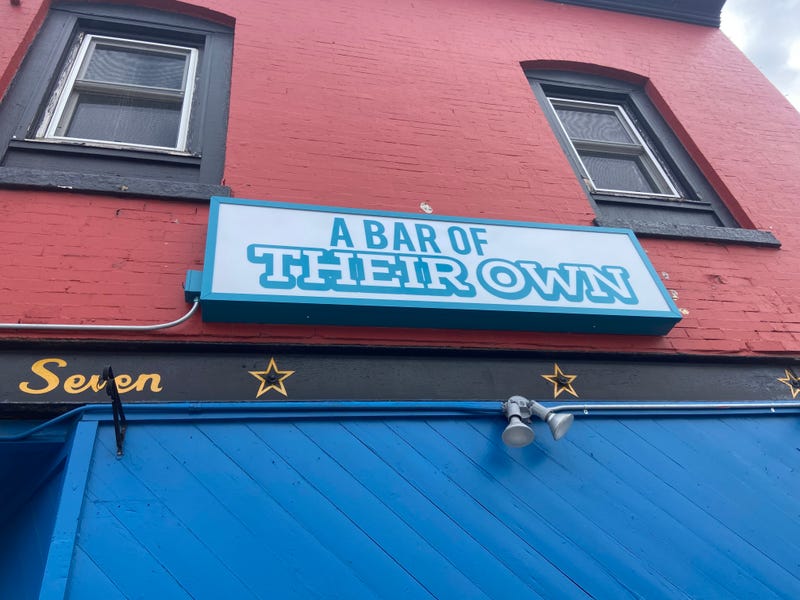 A BAR OF
THEIR OWN
Seven